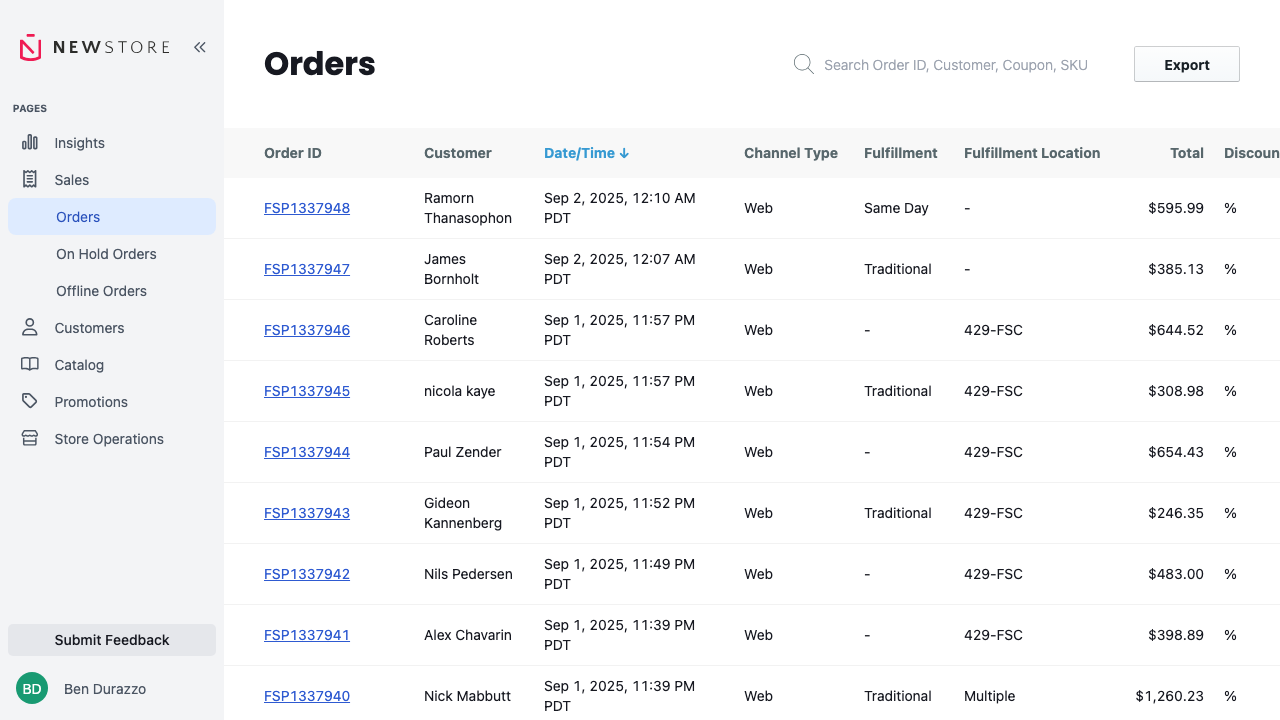 NEWSTORE
PAGES
Insights
Sales
Orders
On Hold Orders
Offline Orders
Customers
Catalog
Promotions
Store Operations
Submit Feedback
BD Ben Durazzo
Orders
Search Order ID, Customer, Coupon, SKU
Export
Order ID Customer Date/Time Channel Type Fulfillment Fulfillment Location Total Discoun
FSP1337948 Ramorn Thanasophon Sep 2, 2025, 12:10 AM PDT Web Same Day - $595.99 %
FSP1337947 James Bornholt Sep 2, 2025, 12:07 AM PDT Web Traditional - $385.13 %
FSP1337946 Caroline Roberts Sep 1, 2025, 11:57 PM PDT Web - 429-FSC $644.52 %
FSP1337945 nicola kaye Sep 1, 2025, 11:57 PM PDT Web Traditional 429-FSC $308.98 %
FSP1337944 Paul Zender Sep 1, 2025, 11:54 PM PDT Web - 429-FSC $654.43 %
FSP1337943 Gideon Kannenberg Sep 1, 2025, 11:52 PM PDT Web Traditional 429-FSC $246.35 %
FSP1337942 Nils Pedersen Sep 1, 2025, 11:49 PM PDT Web - 429-FSC $483.00 %
FSP1337941 Alex Chavarin Sep 1, 2025, 11:39 PM PDT Web - 429-FSC $398.89 %
FSP1337940 Nick Mabbutt Sep 1, 2025, 11:39 PM PDT Web Traditional Multiple $1,260.23 %